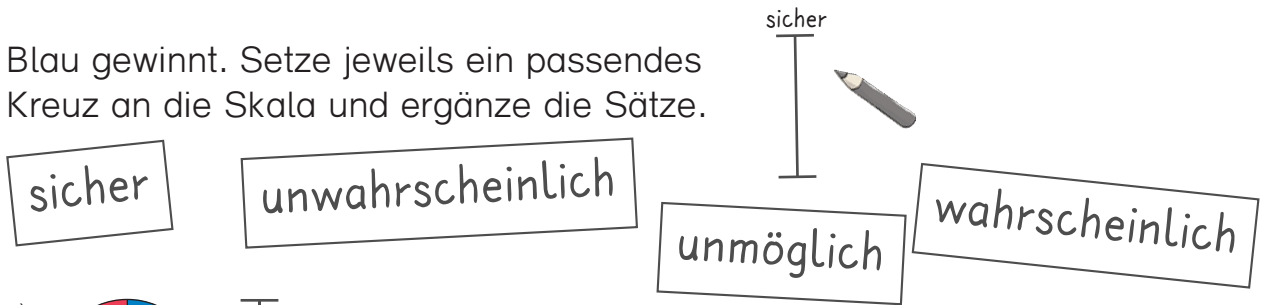 sicher
Blau gewinnt. Setze jeweils ein passendes
Kreuz an die Skala und ergänze die Sätze.
sicher
unwahrscheinlich
unmöglich
wahrscheinlich